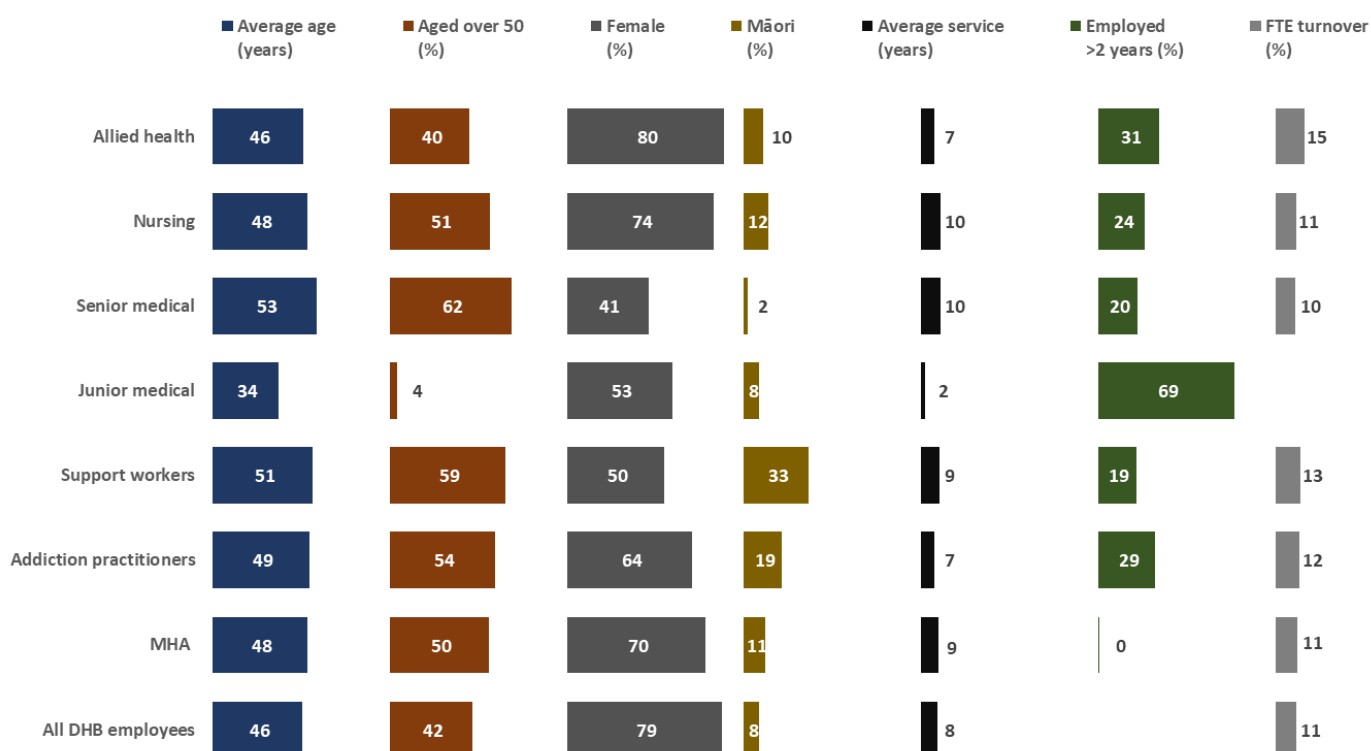 Average age (years)
Aged over 50 (%)
Female (%)
Māori (%)
Average service (years)
Employed >2 years (%)
FTE turnover (%)
Allied health 46 40 80 10 7 31 15
Nursing 48 51 74 12 10 24 11
Senior medical 53 62 41 2 10 20 10
Junior medical 34 4 53 8 2 69
Support workers 51 59 50 33 9 19 13
Addiction practitioners 49 54 64 19 7 29 12
MHA 48 50 70 11 9 0 11
All DHB employees 46 42 79 8 8 11